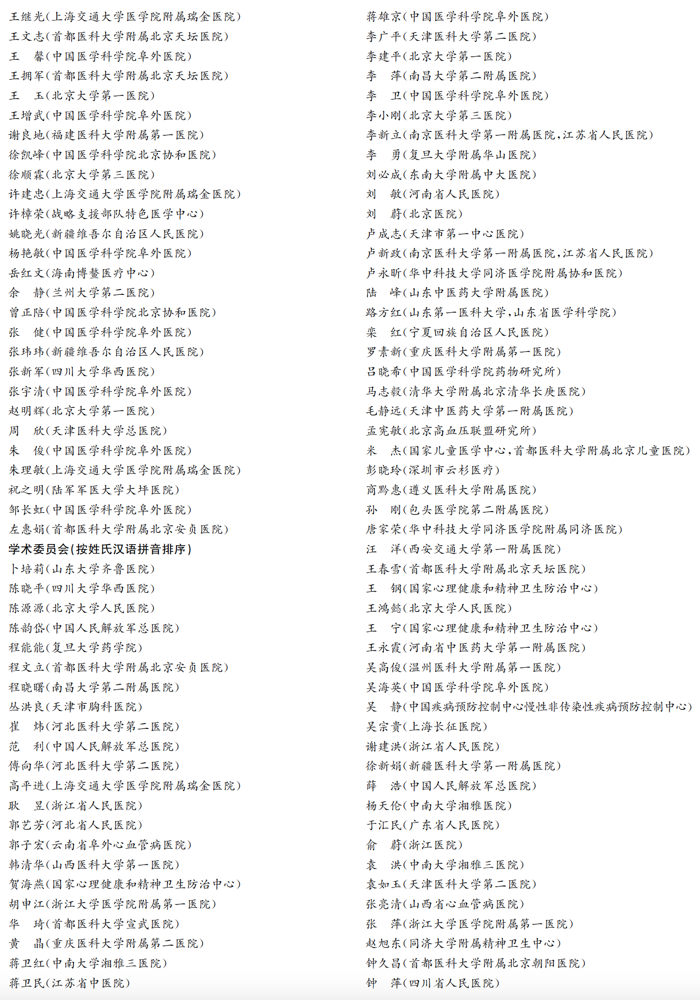 王继光(上海交通大学医学院附属瑞金医院)
王文志(首都医科大学附属北京天坛医院)
王　馨(中国医学科学院阜外医院)
王拥军(首都医科大学附属北京天坛医院)
王　玉(北京大学第一医院)
王增武(中国医学科学院阜外医院)
谢良地(福建医科大学附属第一医院)
徐凯峰(中国医学科学院北京协和医院)
徐顺霖(北京大学第三医院)
许建忠(上海交通大学医学院附属瑞金医院)
许樟荣(战略支援部队特色医学中心)
姚晓光(新疆维吾尔自治区人民医院)
杨艳敏(中国医学科学院阜外医院)
岳红文(海南博鳌医疗中心)
余　静(兰州大学第二医院)
曾正陪(中国医学科学院北京协和医院)
张　健(中国医学科学院阜外医院)
张玮玮(新疆维吾尔自治区人民医院)
张新军(四川大学华西医院)
张宇清(中国医学科学院阜外医院)
赵明辉(北京大学第一医院)
周　欣(天津医科大学总医院)
朱　俊(中国医学科学院阜外医院)
朱理敏(上海交通大学医学院附属瑞金医院)
祝之明(陆军军医大学大坪医院)
邹长虹(中国医学科学院阜外医院)
左惠娟(首都医科大学附属北京安贞医院)
学术委员会(按姓氏汉语拼音排序)
卜培莉(山东大学齐鲁医院)
陈晓平(四川大学华西医院)
陈源源(北京大学人民医院)
陈韵岱(中国人民解放军总医院)
程能能(复旦大学药学院)
程文立(首都医科大学附属北京安贞医院)
程晓曙(南昌大学第二附属医院)
丛洪良(天津市胸科医院)
崔　炜(河北医科大学第二医院)
范　利(中国人民解放军总医院)
傅向华(河北医科大学第二医院)
高平进(上海交通大学医学院附属瑞金医院)
耿　昱(浙江省人民医院)
郭艺芳(河北省人民医院)
郭子宏(云南省阜外心血管病医院)
韩清华(山西医科大学第一医院)
贺海燕(国家心理健康和精神卫生防治中心)
胡申江(浙江大学医学院附属第一医院)
华　琦(首都医科大学宣武医院)
黄　晶(重庆医科大学附属第二医院)
蒋卫红(中南大学湘雅三医院)
蒋卫民(江苏省中医院)
蒋雄京(中国医学科学院阜外医院)
李广平(天津医科大学第二医院)
李建平(北京大学第一医院)
李　萍(南昌大学第二附属医院)
李　卫(中国医学科学院阜外医院)
李小刚(北京大学第三医院)
李新立(南京医科大学第一附属医院,江苏省人民医院)
李　勇(复旦大学附属华山医院)
刘必成(东南大学附属中大医院)
刘　敏(河南省人民医院)
刘　蔚(北京医院)
卢成志(天津市第一中心医院)
卢新政(南京医科大学第一附属医院,江苏省人民医院)
卢永昕(华中科技大学同济医学院附属协和医院)
陆　峰(山东中医药大学附属医院)
路方红(山东第一医科大学,山东省医学科学院)
栾　红(宁夏回族自治区人民医院)
罗素新(重庆医科大学附属第一医院)
吕晓希(中国医学科学院药物研究所)
马志毅(清华大学附属北京清华长庚医院)
毛静远(天津中医药大学第一附属医院)
孟宪敏(北京高血压联盟研究所)
米　杰(国家儿童医学中心,首都医科大学附属北京儿童医院)
彭晓玲(深圳市云杉医疗)
商黔惠(遵义医科大学附属医院)
孙　刚(包头医学院第二附属医院)
唐家荣(华中科技大学同济医学院附属同济医院)
汪　洋(西安交通大学第一附属医院)
王春雪(首都医科大学附属北京天坛医院)
王　钢(国家心理健康和精神卫生防治中心)
王鸿懿(北京大学人民医院)
王　宁(国家心理健康和精神卫生防治中心)
王永霞(河南省中医药大学第一附属医院)
吴高俊(温州医科大学附属第一医院)
吴海英(中国医学科学院阜外医院)
吴　静(中国疾病预防控制中心慢性非传染性疾病预防控制中心)
吴宗贵(上海长征医院)
谢建洪(浙江省人民医院)
徐新娟(新疆医科大学第一附属医院)
薛　浩(中国人民解放军总医院)
杨天伦(中南大学湘雅医院)
于汇民(广东省人民医院)
俞　蔚(浙江医院)
袁　洪(中南大学湘雅三医院)
袁如玉(天津医科大学第二医院)
张亮清(山西省心血管病医院)
张　萍(浙江大学医学院附属第一医院)
赵旭东(同济大学附属精神卫生中心)
钟久昌(首都医科大学附属北京朝阳医院)
钟　萍(四川省人民医院)